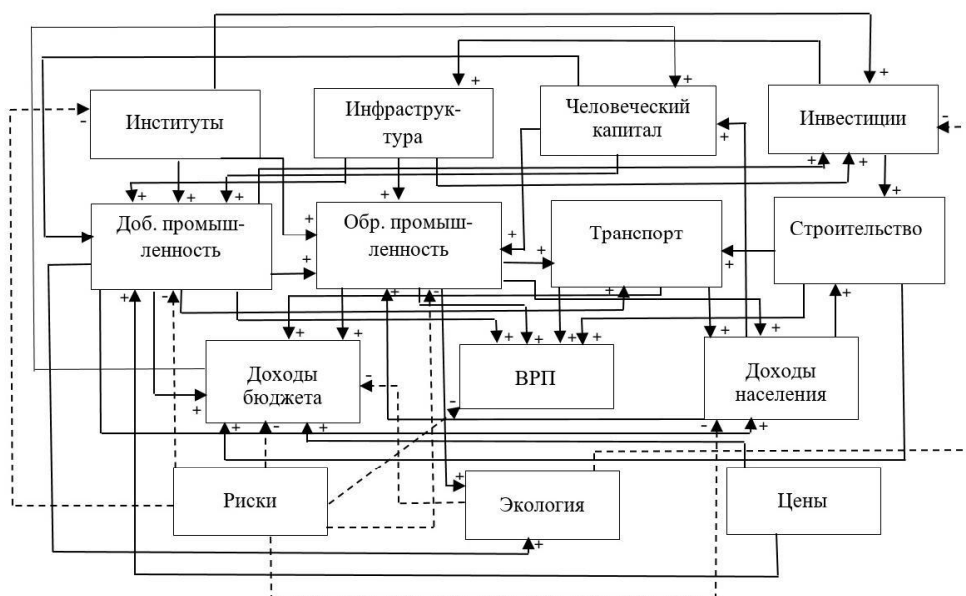 Институты
Инфраструк-
тура
Человеческий
капитал
Инвестиции
Доб. промыш-
ленность
Обр. промыш-
ленность
Транспорт
Строительство
Доходы
бюджета
ВРП
Доходы
населения
Риски
Экология
Цены